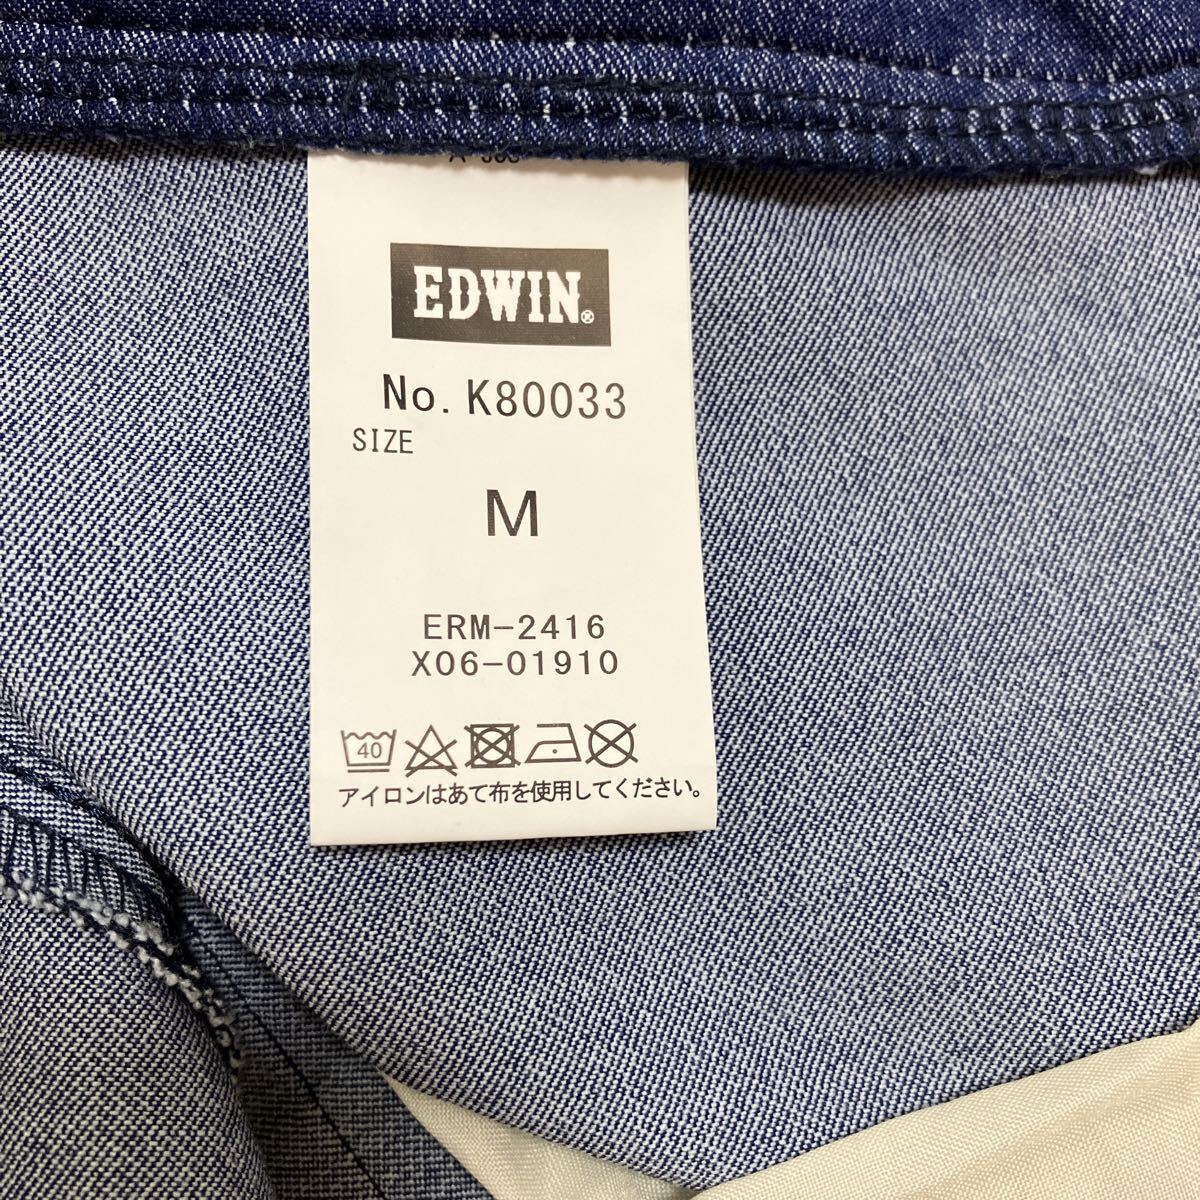 EDWIN®
No. K80033
SIZE
M
ERM-2416
X06-01910
40
アイロンはあて布を使用してください。